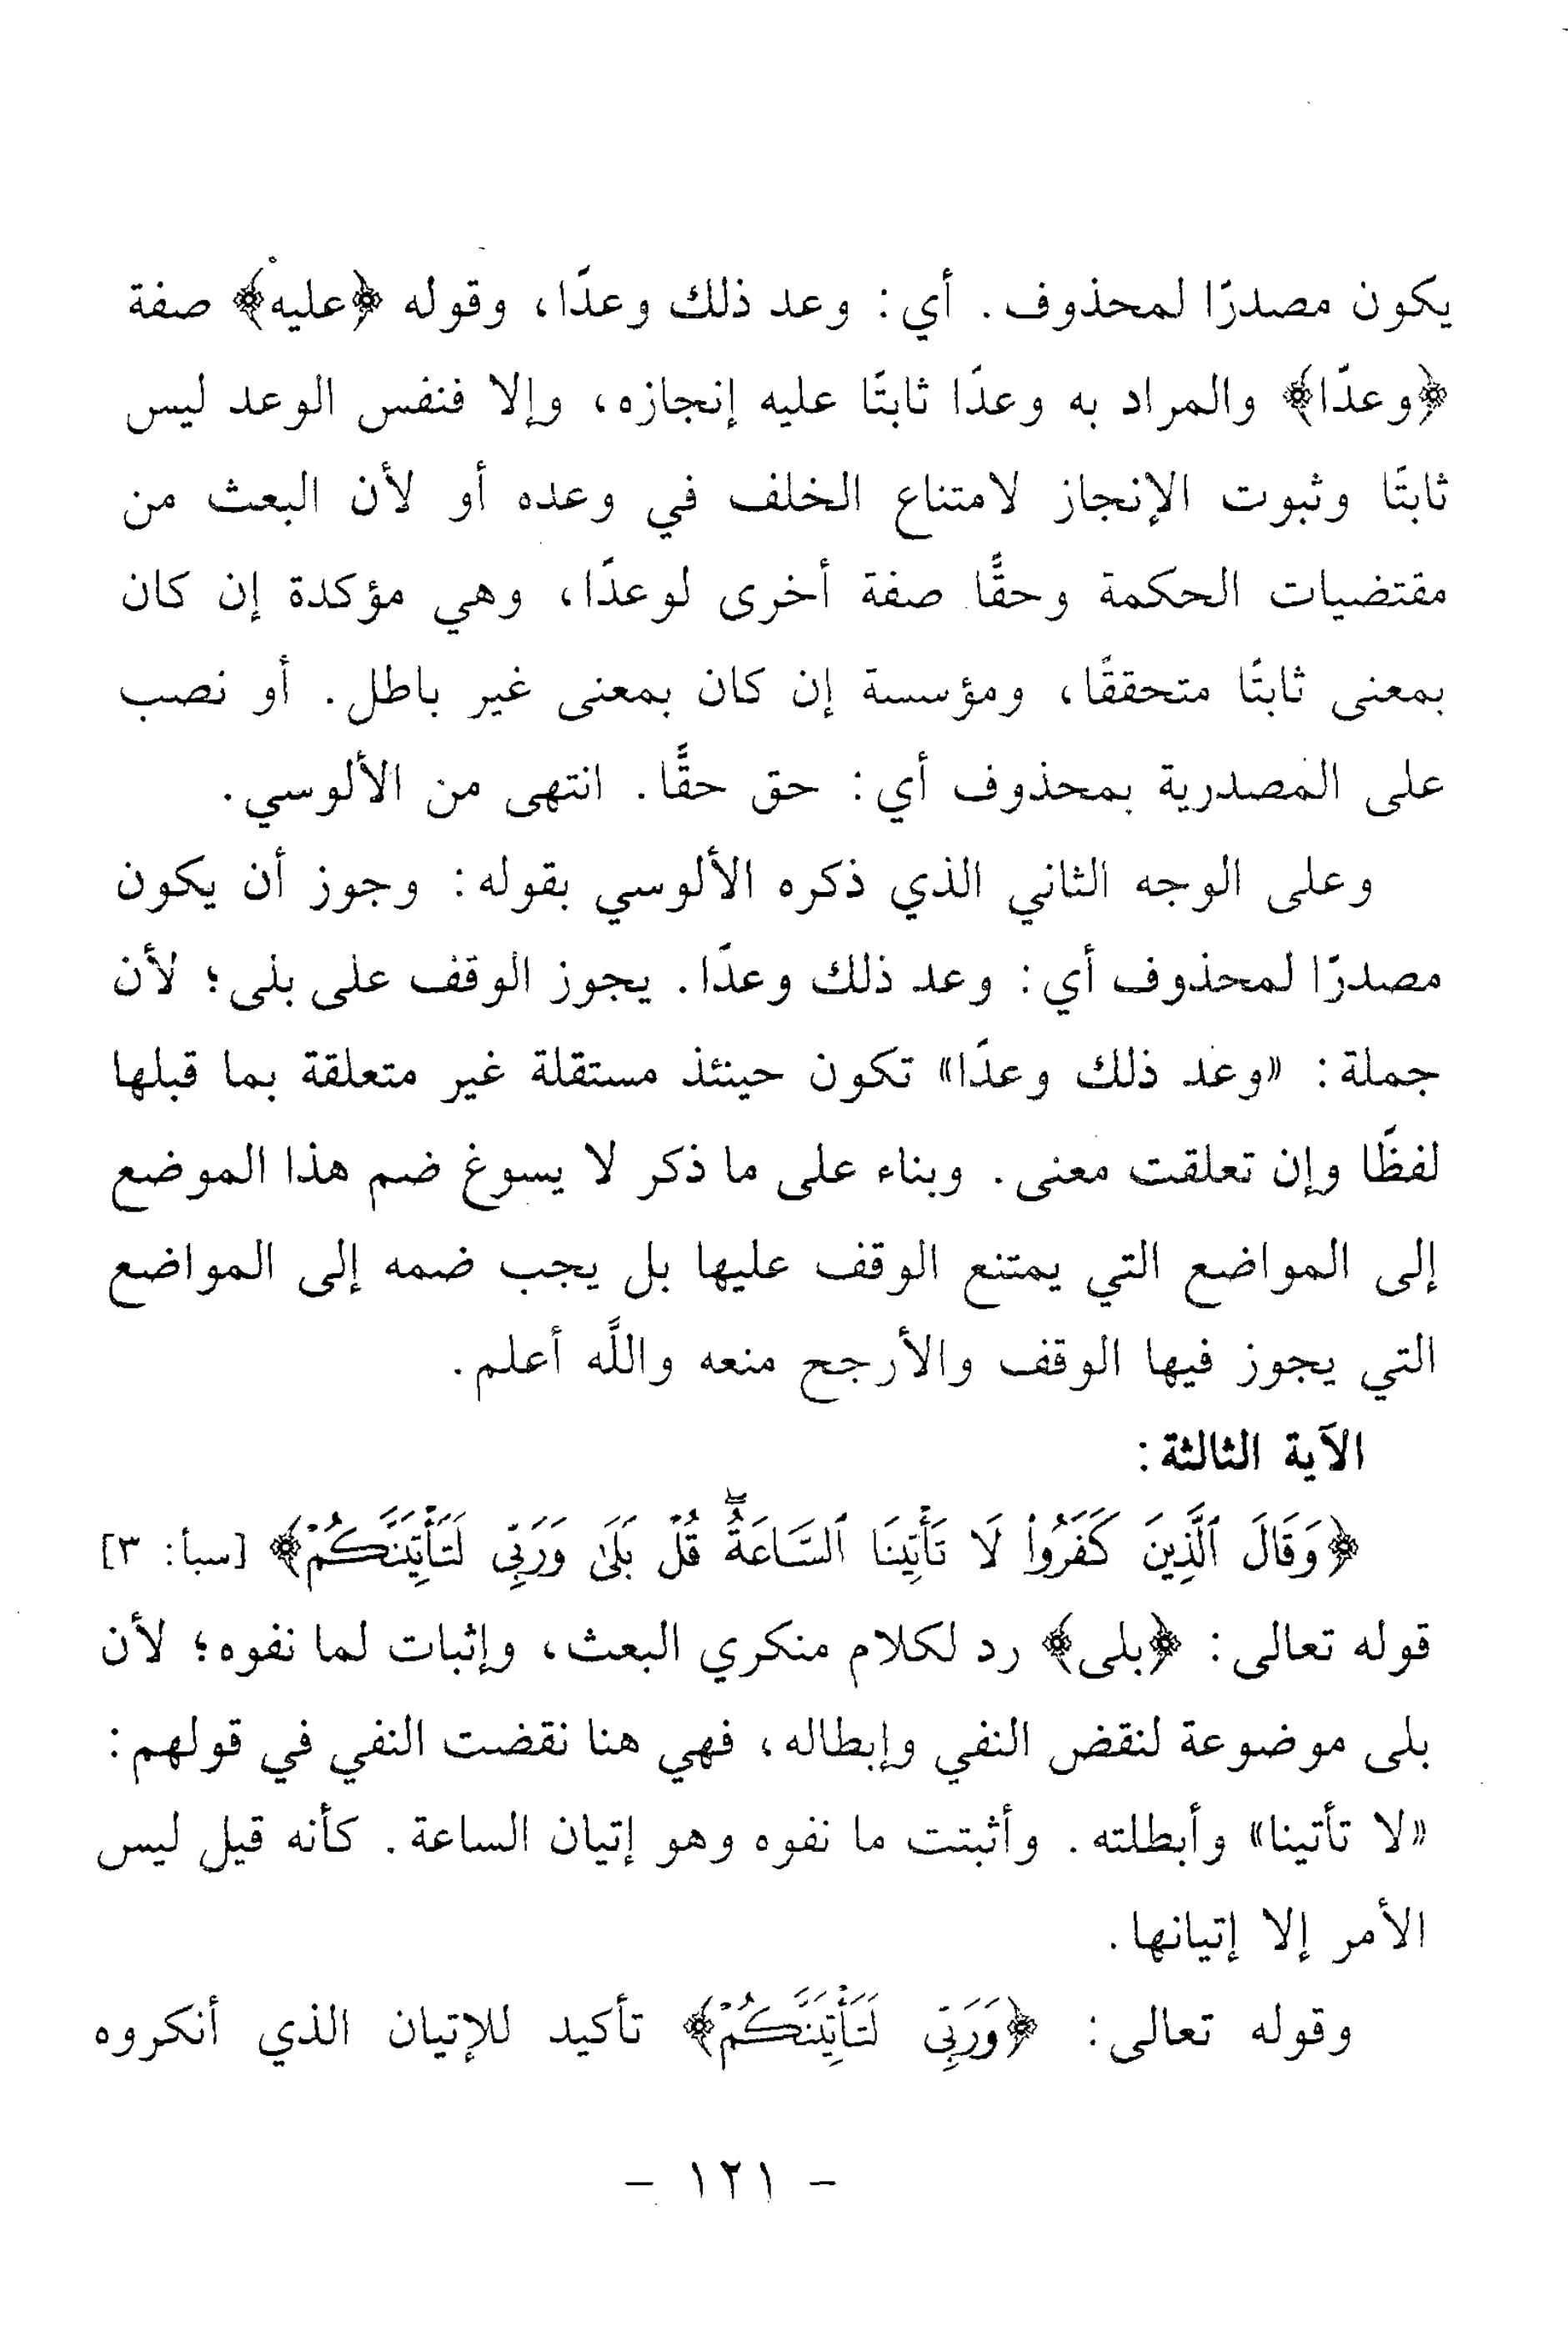 يكون مصدرًا لمحذوف. أي: وعد ذلك وعدًا، وقوله ﴿عليه﴾ صفة
﴿وعدًا﴾ والمراد به وعدًا ثابتًا عليه إنجازه، وإلا فنفس الوعد ليس
ثابتًا وثبوت الإنجاز لامتناع الخلف في وعده أو لأن البعث من
مقتضيات الحكمة وحقًّا صفة أخرى لوعدًا، وهي مؤكدة إن كان
بمعنى ثابتًا متحققًا، ومؤسسة إن كان بمعنى غير باطل. أو نصب
على المصدرية بمحذوف أي: حق حقًّا. انتهى من الألوسي.
وعلى الوجه الثاني الذي ذكره الألوسي بقوله: وجوز أن يكون
مصدرًا لمحذوف أي: وعد ذلك وعدًا. يجوز الوقف على بلى؛ لأن
جملة: «وعد ذلك وعدًا» تكون حينئذ مستقلة غير متعلقة بما قبلها
لفظًا وإن تعلقت معنى. وبناء على ما ذكر لا يسوغ ضم هذا الموضع
إلى المواضع التي يمتنع الوقف عليها بل يجب ضمه إلى المواضع
التي يجوز فيها الوقف والأرجح منعه واللَّه أعلم.
الآية الثالثة:
﴿وَقَالَ ٱلَّذِينَ كَفَرُوا۟ لَا تَأْتِينَا ٱلسَّاعَةُۖ قُلْ بَلَىٰ وَرَبِّى لَتَأْتِيَنَّكُمْ﴾ [سبأ: ٣]
قوله تعالى: ﴿بلى﴾ رد لكلام منكري البعث، وإثبات لما نفوه؛ لأن
بلى موضوعة لنقض النفي وإبطاله، فهي هنا نقضت النفي في قولهم:
«لا تأتينا» وأبطلته. وأثبتت ما نفوه وهو إتيان الساعة. كأنه قيل ليس
الأمر إلا إتيانها.
وقوله تعالى: ﴿وَرَبِّى لَتَأْتِيَنَّكُمْ﴾ تأكيد للإتيان الذي أنكروه
- ١٢١ -